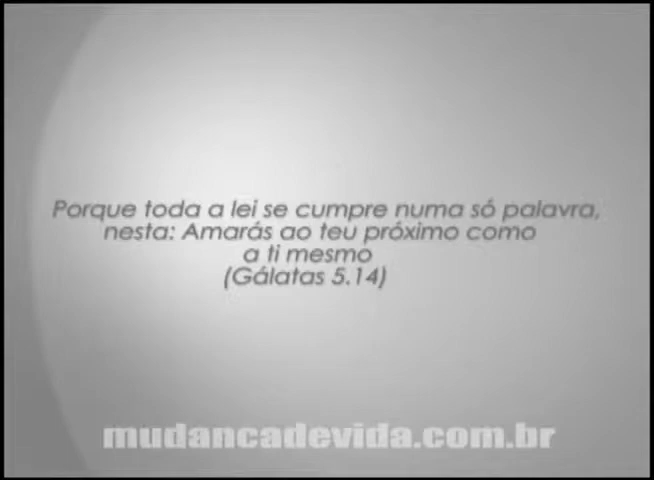 Porque toda a lei se cumpre numa só palavra,
nesta: Amarás ao teu próximo como
a ti mesmo
(Gálatas 5.14)
mudancadevida.com.br